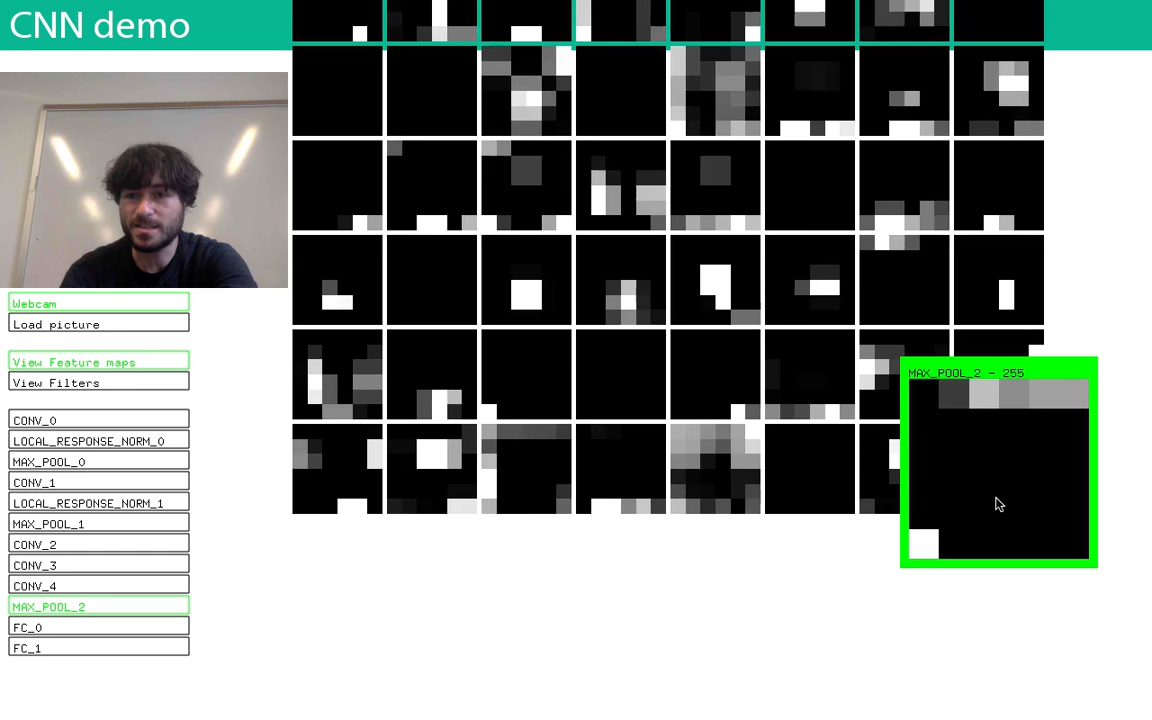 CNN demo
Webcam
Load picture
View Feature maps
View Filters
CONV_0
LOCAL_RESPONSE_NORM_0
MAX_POOL_0
CONV_1
LOCAL_RESPONSE_NORM_1
MAX_POOL_1
CONV_2
CONV_3
CONV_4
MAX_POOL_2
FC_0
FC_1
MAX_POOL_2 - 255